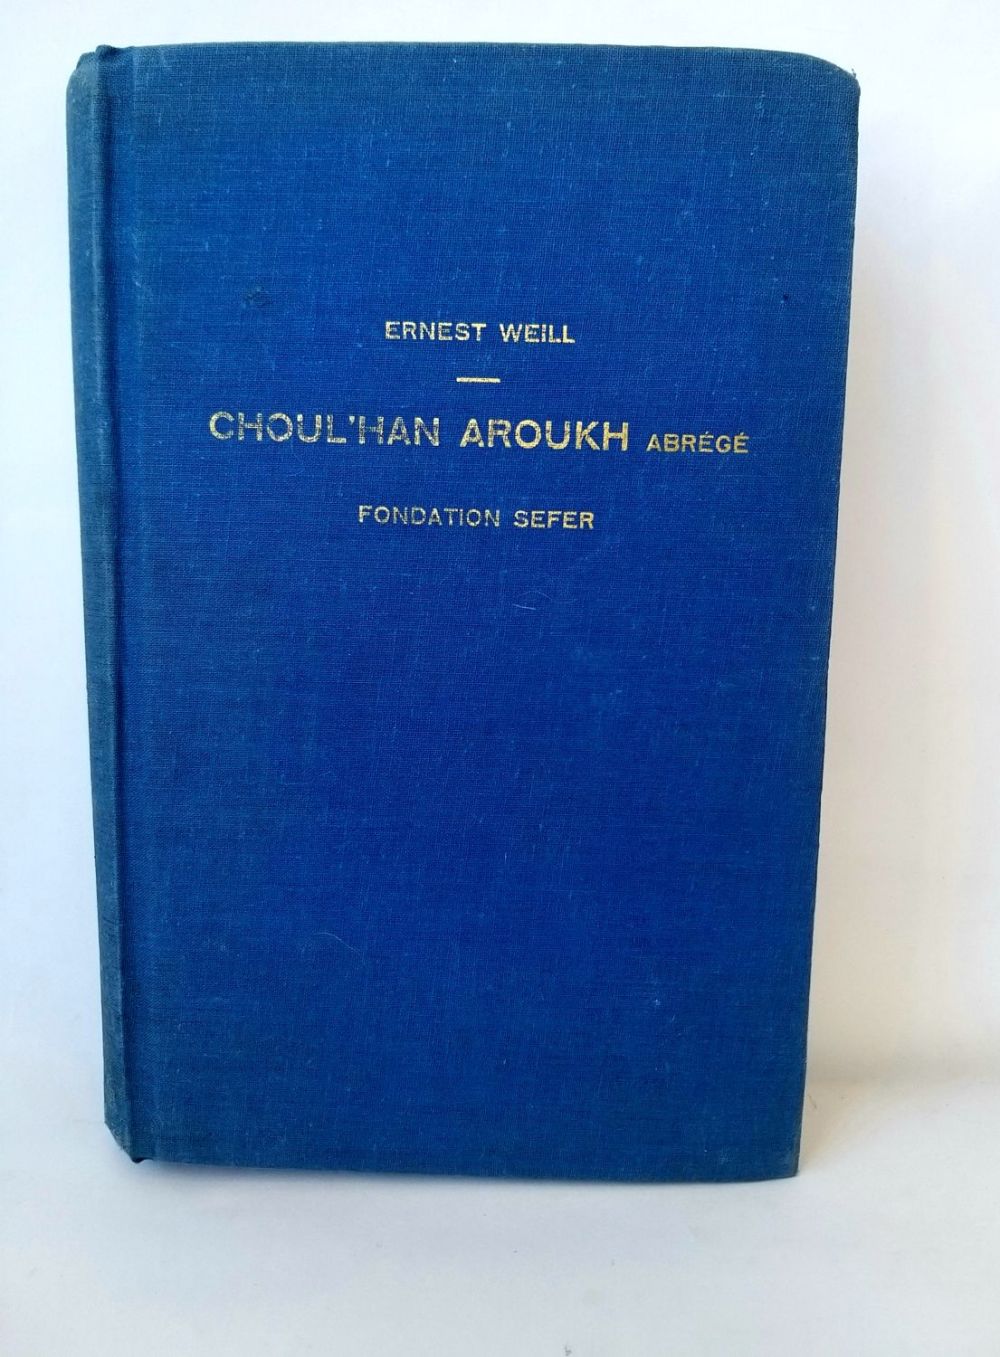 ERNEST WEILL
CHOUL'HAN AROUKH ABRÉGÉ
FONDATION SEFER